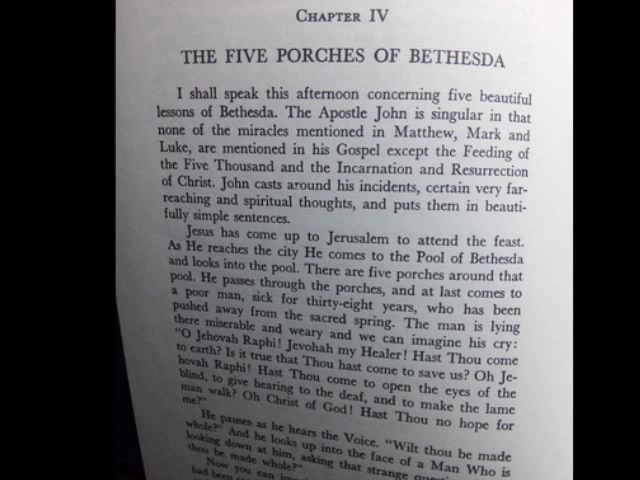 CHAPTER IV
THE FIVE PORCHES OF BETHESDA
I shall speak this afternoon concerning five beautiful
lessons of Bethesda. The Apostle John is singular in that
none of the miracles mentioned in Matthew, Mark and
Luke, are mentioned in his Gospel except the Feeding of
the Five Thousand and the Incarnation and Resurrection
of Christ. John casts around his incidents, certain very far-
reaching and spiritual thoughts, and puts them in beauti-
fully simple sentences.
Jesus has come up to Jerusalem to attend the feast.
As He reaches the city He comes to the Pool of Bethesda
and looks into the pool. There are five porches around that
pool. He passes through the porches, and at last comes to
a poor man, sick for thirty-eight years, who has been
pushed away from the sacred spring. The man is lying
there miserable and weary and we can imagine his cry:
"O Jehovah Raphi! Jevohah my Healer! Hast Thou come
to earth? Is it true that Thou hast come to save us? Oh Je-
hovah Raphi! Hast Thou come to open the eyes of the
blind, to give hearing to the deaf, and to make the lame
man walk? Oh Christ of God! Hast Thou no hope for
me?"
He pauses as he hears the Voice. "Wilt thou be made
whole?" And he looks up into the face of a Man Who is
looking down at him, asking that strange
thou be made whole?"
Now you can
had been